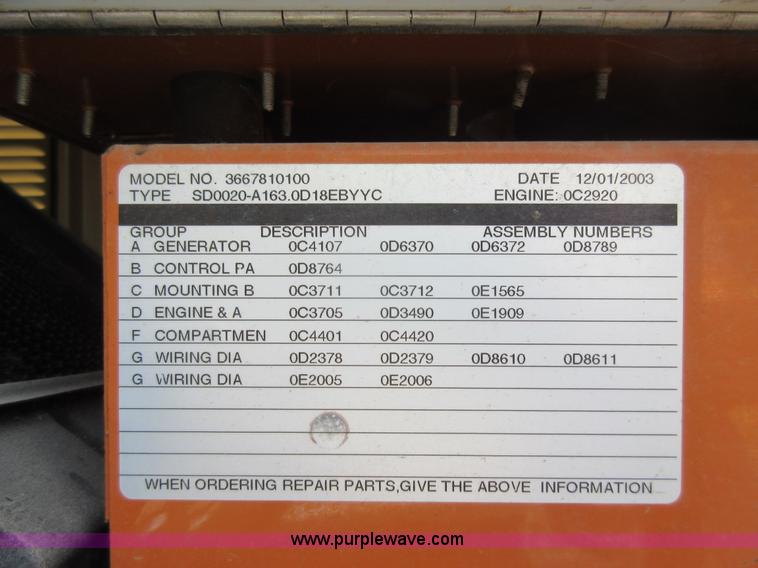 MODEL NO. 3667810100 DATE 12/01/2003
TYPE SD0020-A163.0D18EBYYC ENGINE: 0C2920
GROUP DESCRIPTION ASSEMBLY NUMBERS
A GENERATOR 0C4107 0D6370 0D6372 0D8789
B CONTROL PA 0D8764
C MOUNTING B 0C3711 0C3712 0E1565
D ENGINE & A 0C3705 0D3490 0E1909
F COMPARTMEN 0C4401 0C4420
G WIRING DIA 0D2378 0D2379 0D8610 0D8611
G WIRING DIA 0E2005 0E2006
WHEN ORDERING REPAIR PARTS,GIVE THE ABOVE INFORMATION
www.purplewave.com